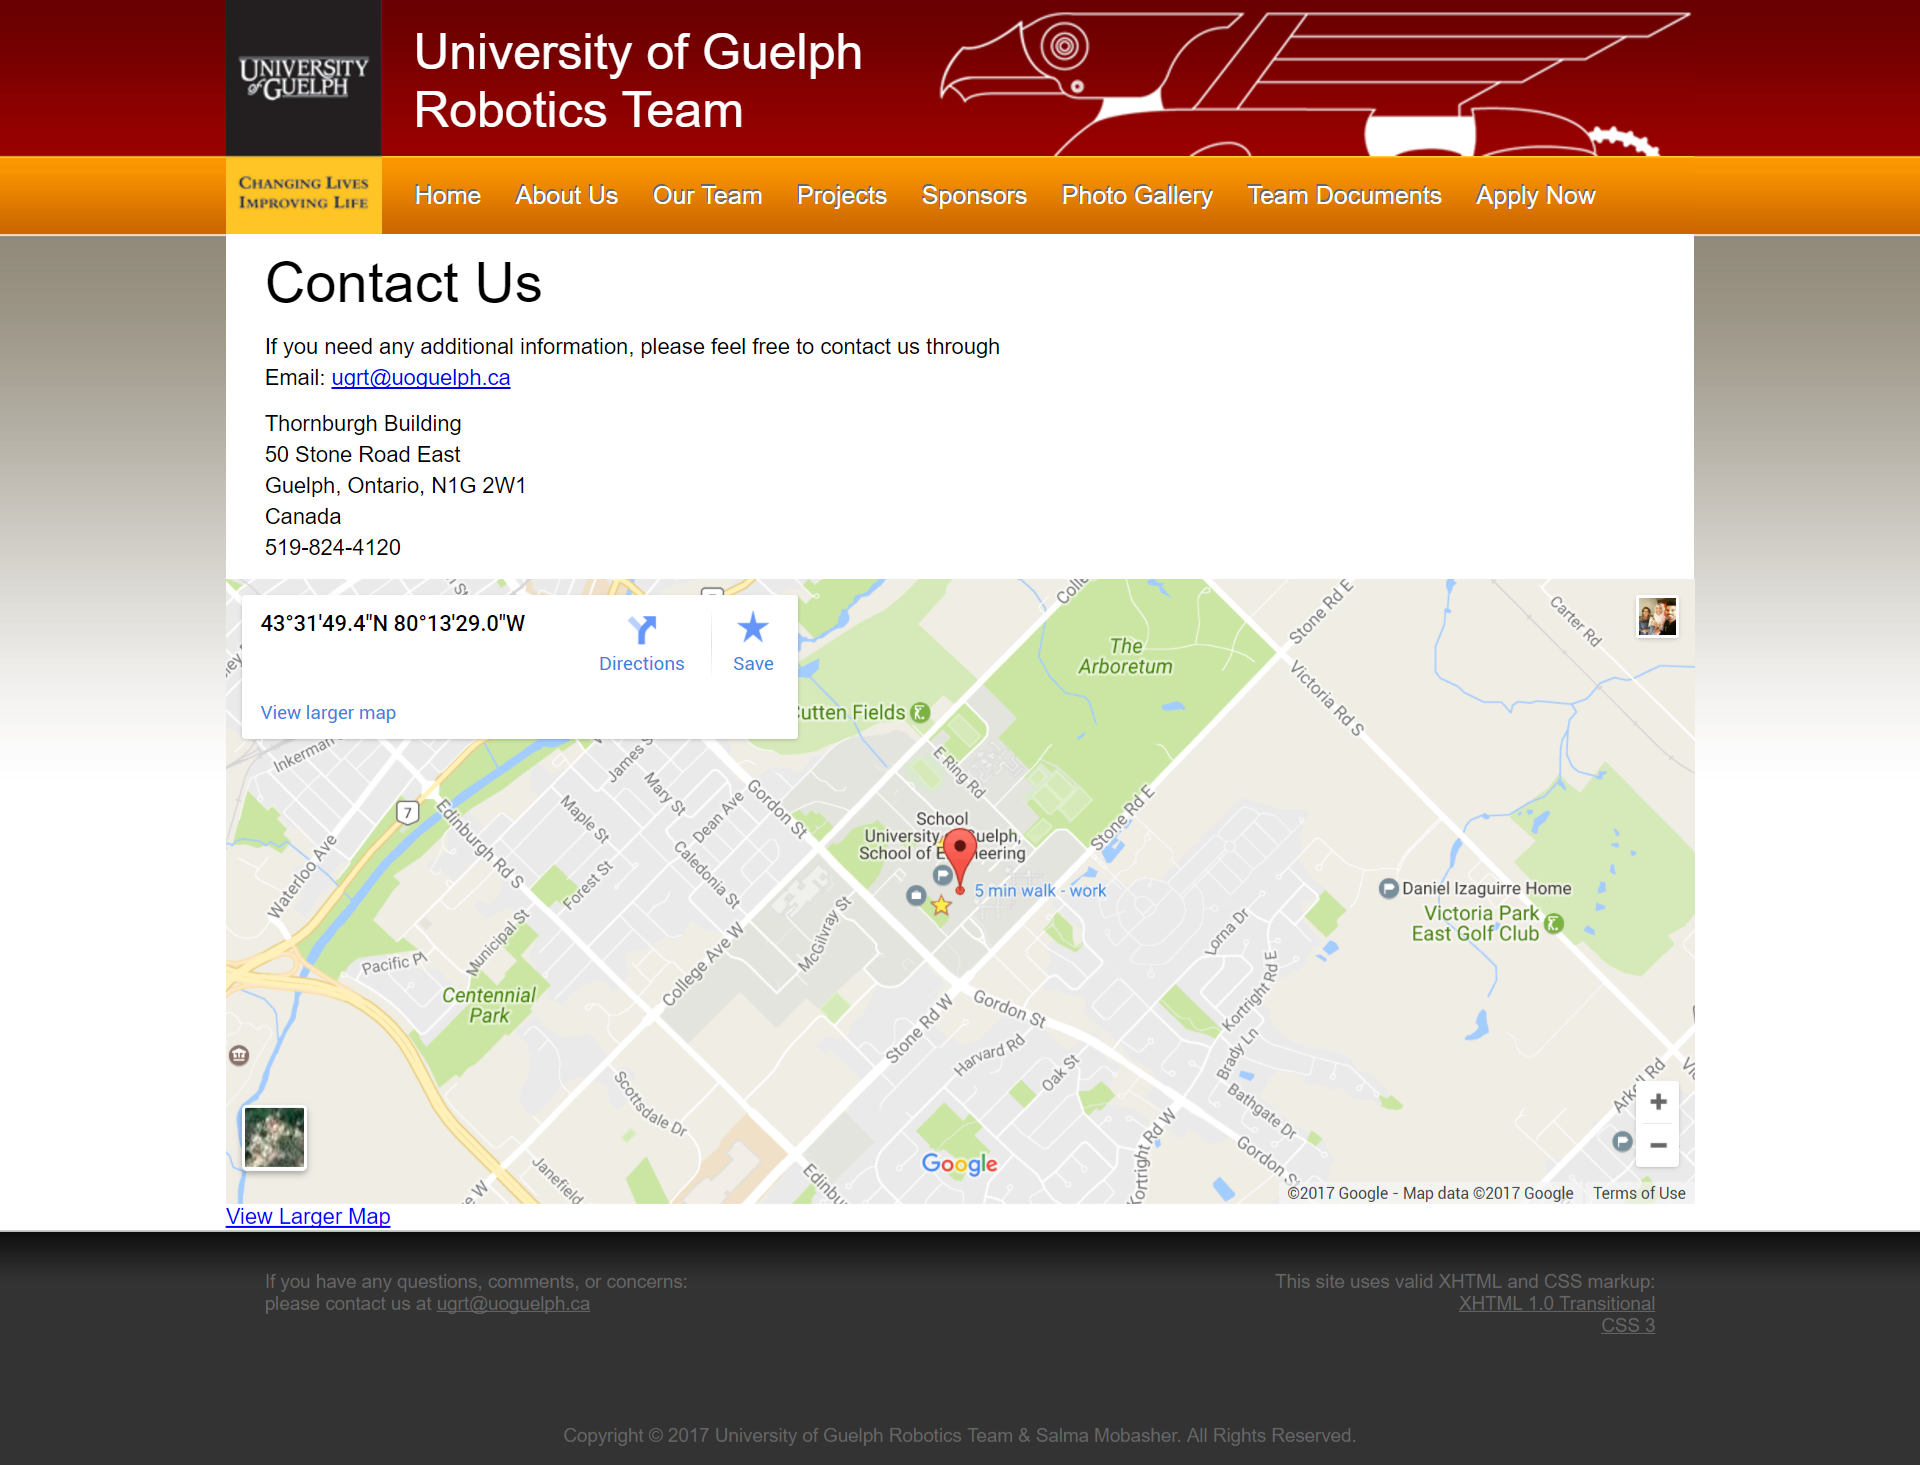 UNIVERSITY
of GUELPH
University of Guelph
Robotics Team
CHANGING LIVES
IMPROVING LIFE
Home About Us Our Team Projects Sponsors Photo Gallery Team Documents Apply Now
Contact Us
If you need any additional information, please feel free to contact us through
Email: ugrt@uoguelph.ca
Thornburgh Building
50 Stone Road East
Guelph, Ontario, N1G 2W1
Canada
519-824-4120
43°31'49.4"N 80°13'29.0"W
Directions
Save
View larger map
Stone Rd E
Carter Rd
The
Arboretum
Victoria Rd S
Cutten Fields
Inkerman
James S
E Ring Rd
Mary St
Dean Ave
Gordon St
7
Maple St
Edinburgh Rd S
Stone Rd E
School
University of Guelph,
School of Engineering
Waterloo Ave
Caledonia St
Forest St
5 min walk - work
Daniel Izaguirre Home
Victoria Park
East Golf Club
McGilvray St
Lorna Dr
Municipal St
College Ave W
Pacific Pl
Kortright Rd E
Centennial
Park
Gordon St
Stone Rd W
Harvard Rd
Oak St
Brady Ln
Scottsdale Dr
Bathgate Dr
Kortright Rd W
Gordon S
Janefield
Edinbu
Google
©2017 Google - Map data ©2017 Google Terms of Use
View Larger Map
If you have any questions, comments, or concerns:
please contact us at ugrt@uoguelph.ca
This site uses valid XHTML and CSS markup:
XHTML 1.0 Transitional
CSS 3
Copyright © 2017 University of Guelph Robotics Team & Salma Mobasher. All Rights Reserved.